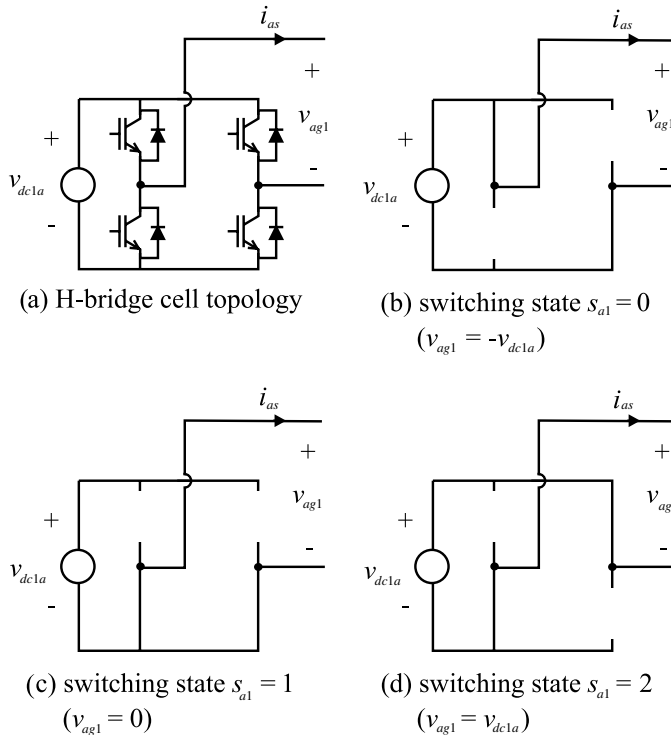 i_as
+
v_ag1
-
+
v_dc1a
-
(a) H-bridge cell topology
i_as
+
v_ag1
-
+
v_dc1a
-
(b) switching state s_a1 = 0
(v_ag1 = -v_dc1a)
i_as
+
v_ag1
-
+
v_dc1a
-
(c) switching state s_a1 = 1
(v_ag1 = 0)
i_as
+
v_ag
-
+
v_dc1a
-
(d) switching state s_a1 = 2
(v_ag1 = v_dc1a)